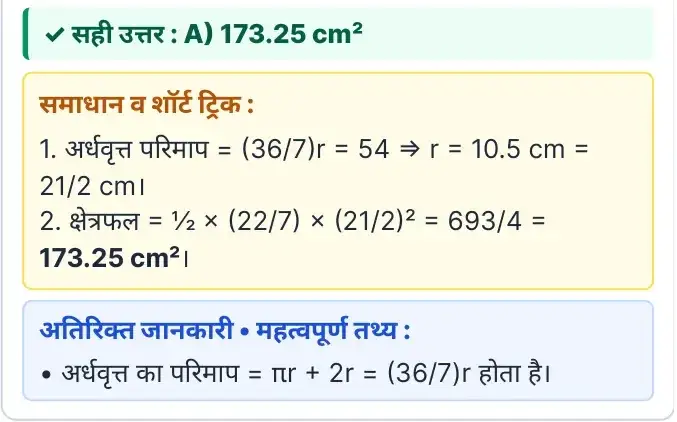 ✓ सही उत्तर : A) 173.25 cm²
समाधान व शॉर्ट ट्रिक :
1. अर्धवृत्त परिमाप = (36/7)r = 54 ⇒ r = 10.5 cm =
21/2 cm।
2. क्षेत्रफल = ½ × (22/7) × (21/2)² = 693/4 =
173.25 cm²।
अतिरिक्त जानकारी • महत्वपूर्ण तथ्य :
• अर्धवृत्त का परिमाप = πr + 2r = (36/7)r होता है।